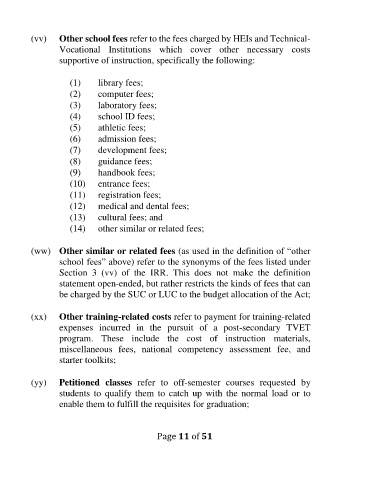 (vv) Other school fees refer to the fees charged by HEIs and Technical-
Vocational Institutions which cover other necessary costs
supportive of instruction, specifically the following:
(1) library fees;
(2) computer fees;
(3) laboratory fees;
(4) school ID fees;
(5) athletic fees;
(6) admission fees;
(7) development fees;
(8) guidance fees;
(9) handbook fees;
(10) entrance fees;
(11) registration fees;
(12) medical and dental fees;
(13) cultural fees; and
(14) other similar or related fees;
(ww) Other similar or related fees (as used in the definition of “other
school fees” above) refer to the synonyms of the fees listed under
Section 3 (vv) of the IRR. This does not make the definition
statement open-ended, but rather restricts the kinds of fees that can
be charged by the SUC or LUC to the budget allocation of the Act;
(xx) Other training-related costs refer to payment for training-related
expenses incurred in the pursuit of a post-secondary TVET
program. These include the cost of instruction materials,
miscellaneous fees, national competency assessment fee, and
starter toolkits;
(yy) Petitioned classes refer to off-semester courses requested by
students to qualify them to catch up with the normal load or to
enable them to fulfill the requisites for graduation;
Page 11 of 51